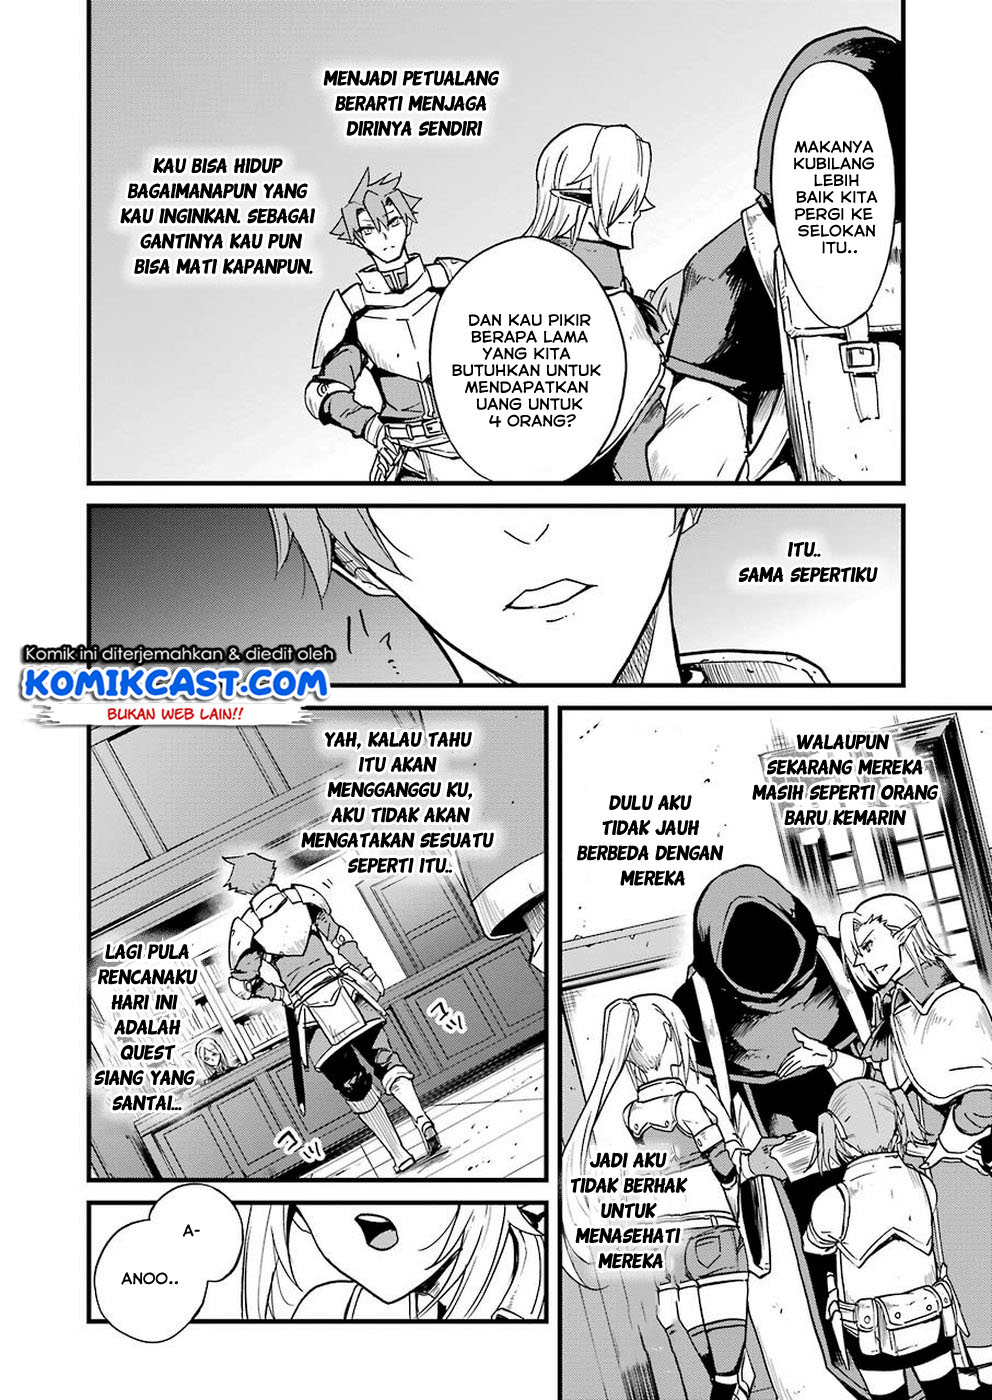 MAKANYA
KUBILANG
LEBIH
BAIK KITA
PERGI KE
SELOKAN
ITU..
DAN KAU PIKIR
BERAPA LAMA
YANG KITA
BUTUHKAN UNTUK
MENDAPATKAN
UANG UNTUK
4 ORANG?
MENJADI PETUALANG
BERARTI MENJAGA
DIRINYA SENDIRI
KAU BISA HIDUP
BAGAIMANAPUN YANG
KAU INGINKAN. SEBAGAI
GANTINYA KAU PUN
BISA MATI KAPANPUN.
ITU..
SAMA SEPERTIKU
Komik ini diterjemahkan & diedit oleh
KOMIKCAST.COM
BUKAN WEB LAIN!!
WALAUPUN
SEKARANG MEREKA
MASIH SEPERTI ORANG
BARU KEMARIN
DULU AKU
TIDAK JAUH
BERBEDA DENGAN
MEREKA
JADI AKU
TIDAK BERHAK
UNTUK
MENASEHATI
MEREKA
YAH, KALAU TAHU
ITU AKAN
MENGGANGGU KU,
AKU TIDAK AKAN
MENGATAKAN SESUATU
SEPERTI ITU..
LAGI PULA
RENCANAKU
HARI INI
ADALAH
QUEST
SIANG YANG
SANTAI...
A-
ANOO..